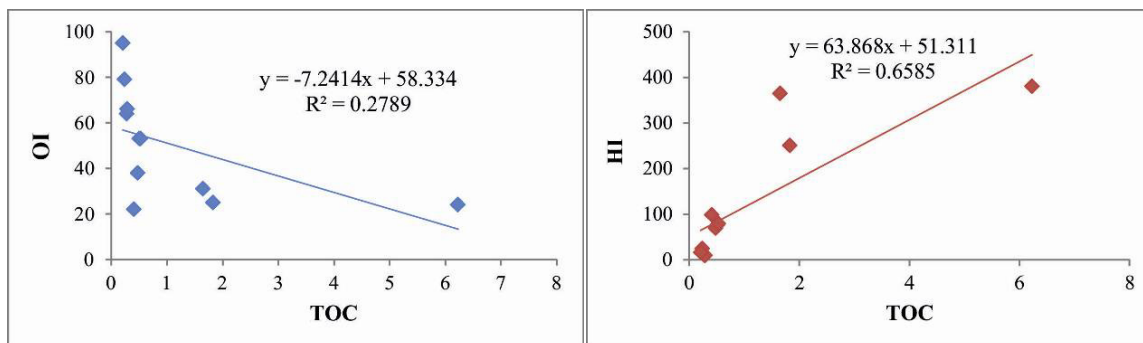 100
80
60
40
20
0
OI
y = -7.2414x + 58.334
R² = 0.2789
0 1 2 3 4 5 6 7 8
TOC
500
400
300
200
100
0
HI
y = 63.868x + 51.311
R² = 0.6585
0 2 4 6 8
TOC